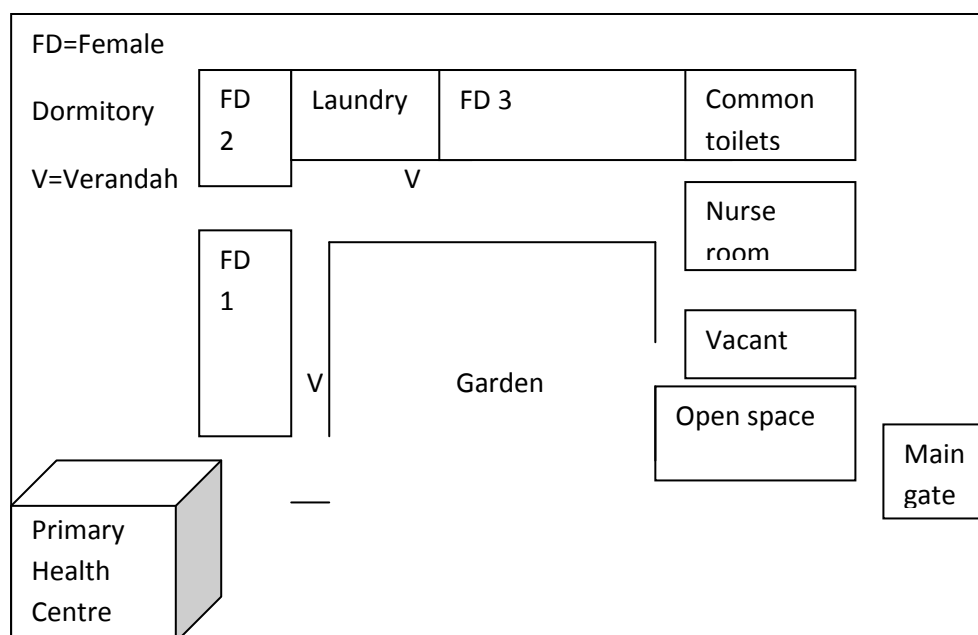 FD=Female
Dormitory
V=Verandah
FD
2
Laundry
FD 3
Common
toilets
V
Nurse
room
FD
1
Vacant
V
Garden
Open space
Main
gate
Primary
Health
Centre